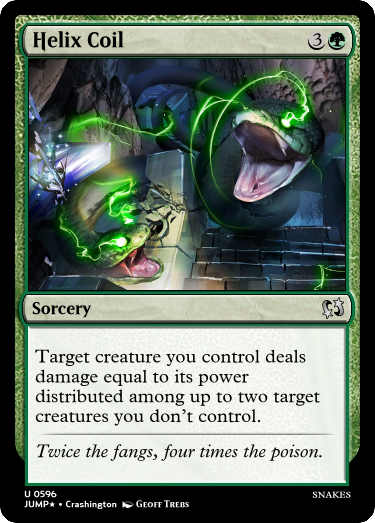 Helix Coil 3
Sorcery
Target creature you control deals
damage equal to its power
distributed among up to two target
creatures you don't control.
Twice the fangs, four times the poison.
U 0596 SNAKES
JUMP★ • Crashington Geoff Trebs